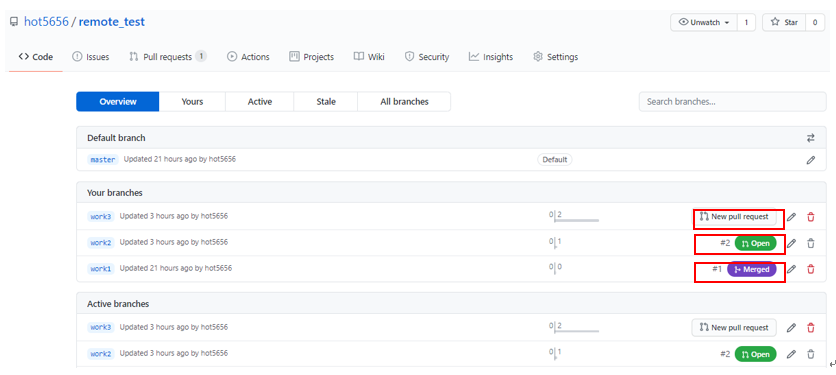 hot5656 / remote_test Unwatch 1 Star 0
Code Issues Pull requests 1 Actions Projects Wiki Security Insights Settings
Overview Yours Active Stale All branches Search branches...
Default branch
master Updated 21 hours ago by hot5656 Default
Your branches
work3 Updated 3 hours ago by hot5656 0 2 New pull request
work2 Updated 3 hours ago by hot5656 0 1 #2 Open
work1 Updated 21 hours ago by hot5656 0 0 #1 Merged
Active branches
work3 Updated 3 hours ago by hot5656 0 2 New pull request
work2 Updated 3 hours ago by hot5656 0 1 #2 Open